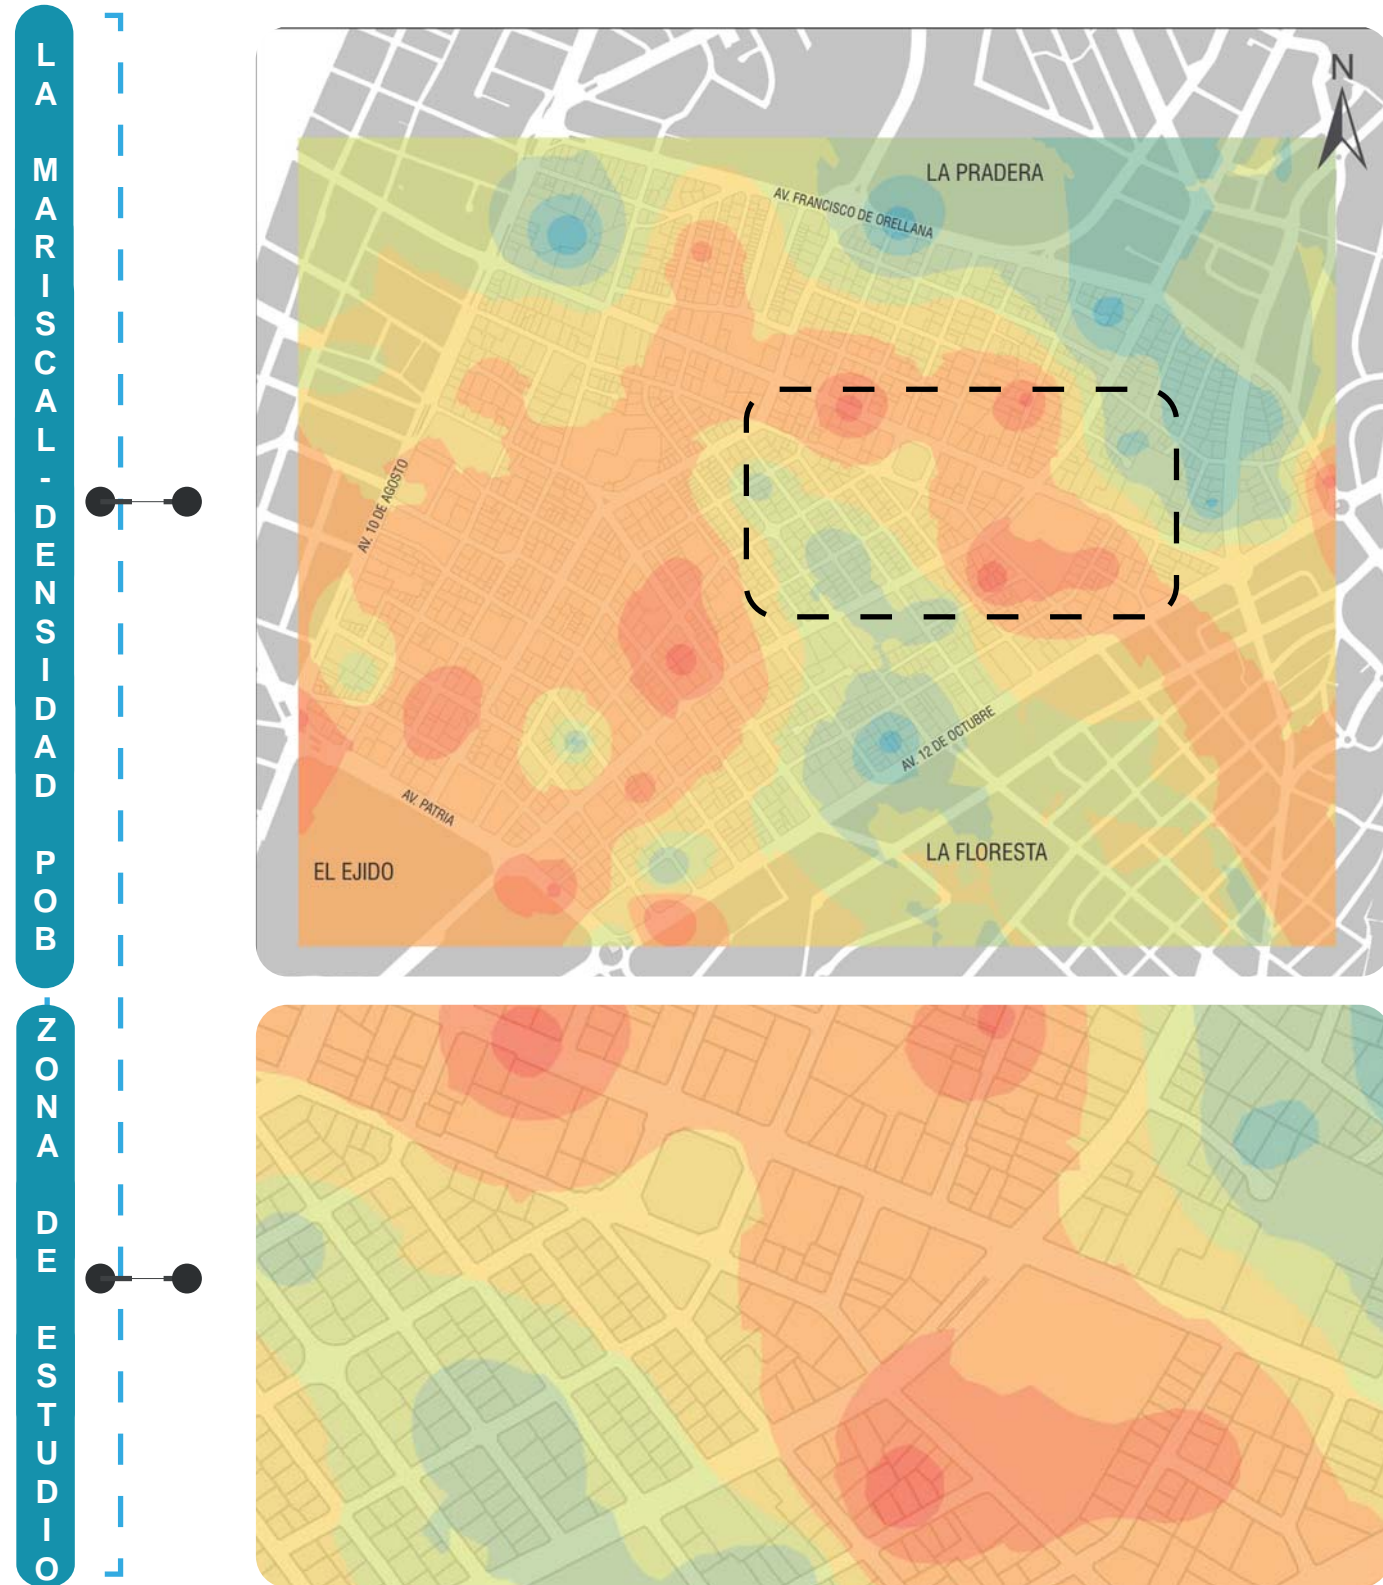 LA MARISCAL-DENSIDAD POB
ZONA DE ESTUDIO
N
LA PRADERA
AV. FRANCISCO DE ORELLANA
AV. 10 DE AGOSTO
AV. 12 DE OCTUBRE
AV. PATRIA
LA FLORESTA
EL EJIDO